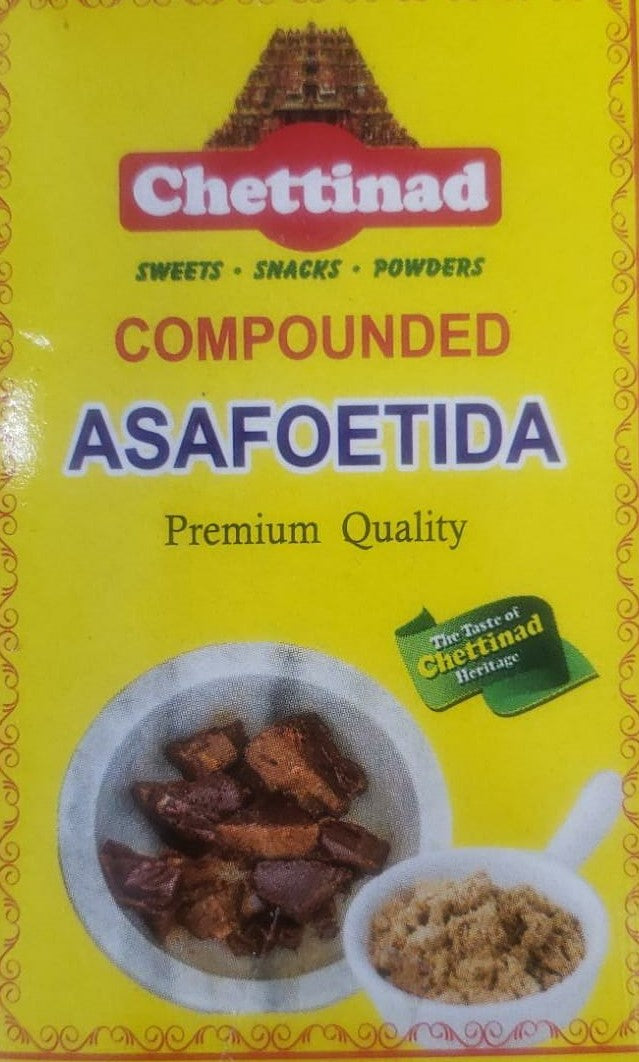 Chettinad
SWEETS • SNACKS • POWDERS
COMPOUNDED
ASAFOETIDA
Premium Quality
The Taste of
Chettinad
Heritage